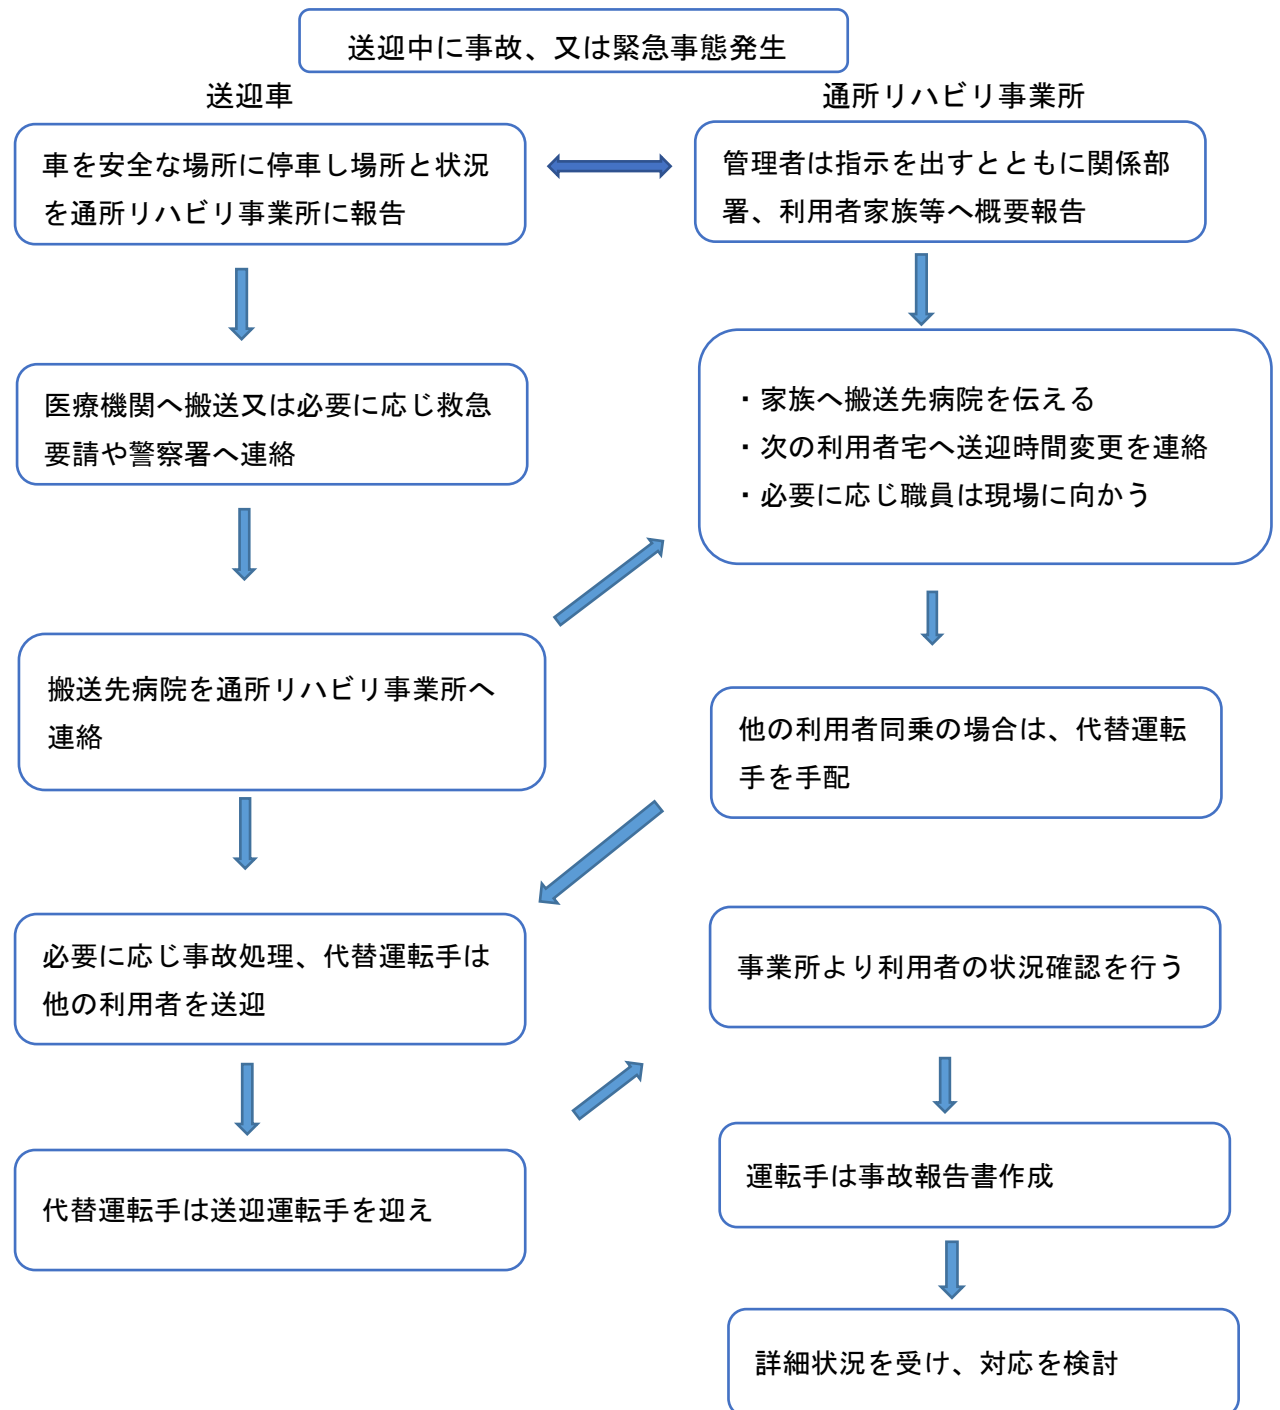 送迎中に事故、又は緊急事態発生
送迎車
通所リハビリ事業所
車を安全な場所に停車し場所と状況
を通所リハビリ事業所に報告
管理者は指示を出すとともに関係部
署、利用者家族等へ概要報告
医療機関へ搬送又は必要に応じ救急
要請や警察署へ連絡
・家族へ搬送先病院を伝える
・次の利用者宅へ送迎時間変更を連絡
・必要に応じ職員は現場に向かう
搬送先病院を通所リハビリ事業所へ
連絡
他の利用者同乗の場合は、代替運転
手を手配
必要に応じ事故処理、代替運転手は
他の利用者を送迎
事業所より利用者の状況確認を行う
代替運転手は送迎運転手を迎え
運転手は事故報告書作成
詳細状況を受け、対応を検討